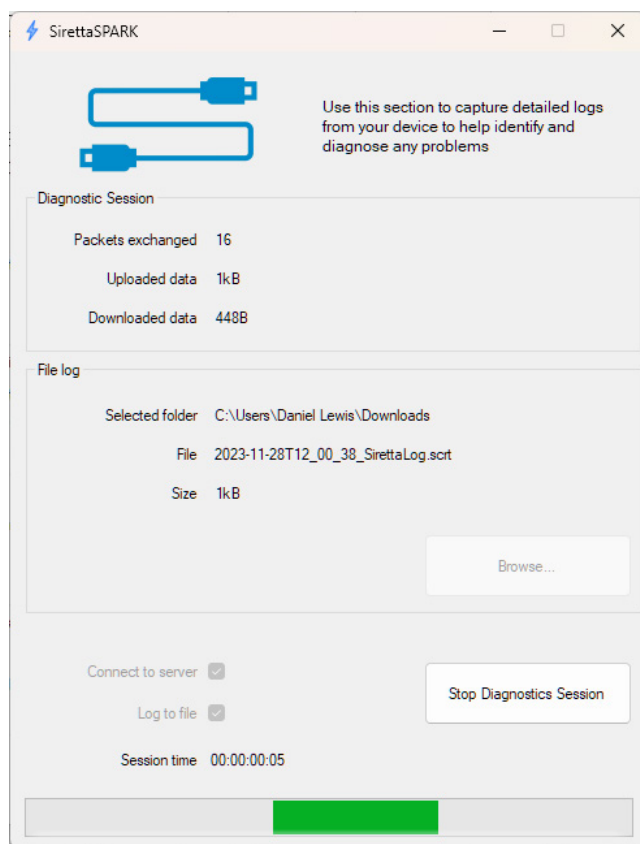 SirettaSPARK
Use this section to capture detailed logs
from your device to help identify and
diagnose any problems
Diagnostic Session
Packets exchanged 16
Uploaded data 1kB
Downloaded data 448B
File log
Selected folder C:\Users\Daniel Lewis\Downloads
File 2023-11-28T12_00_38_SirettaLog.scrt
Size 1kB
Browse...
Connect to server
Stop Diagnostics Session
Log to file
Session time 00:00:00:05